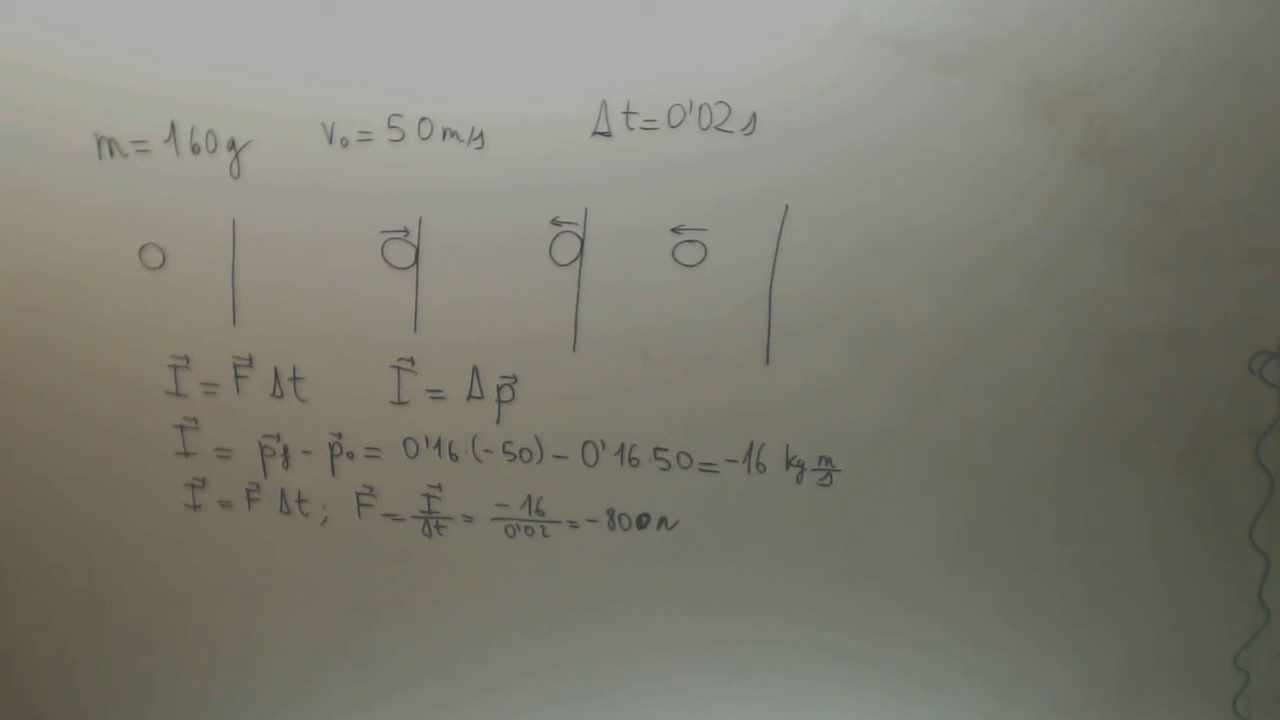 m = 160g v₀ = 50 m/s Δt = 0'02 s
I⃗ = F⃗ Δt I⃗ = Δp⃗
I⃗ = p⃗f - p⃗₀ = 0'16·(-50) - 0'16·50 = -16 kg m/s
I⃗ = F⃗ Δt; F⃗ = I⃗/Δt = -16/0'02 = -800 n